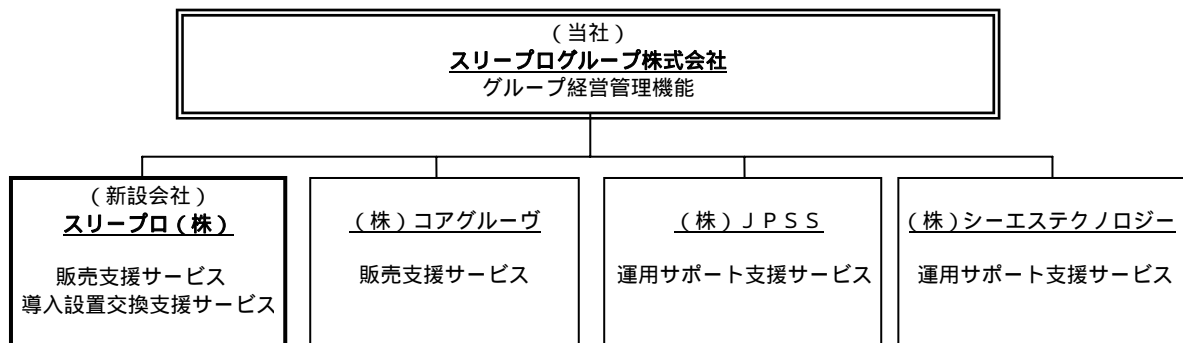 （当社）
スリープログループ株式会社
グループ経営管理機能
（新設会社）
スリープロ（株）
販売支援サービス
導入設置交換支援サービス
（株）コアグルーヴ
販売支援サービス
（株）ＪＰＳＳ
運用サポート支援サービス
（株）シーエステクノロジー
運用サポート支援サービス